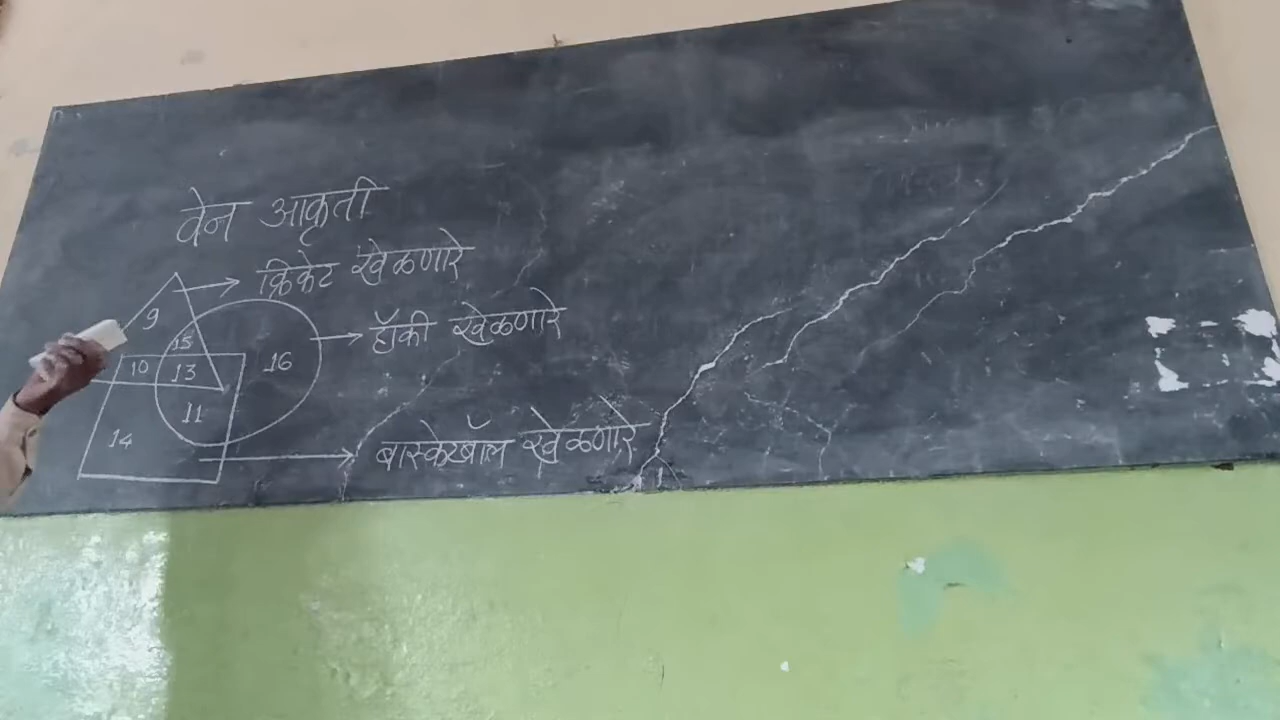 वेन आकृती
क्रिकेट खेळणारे
9
15
हॉकी खेळणारे
10 13 16
11
14
बास्केटबॉल खेळणारे